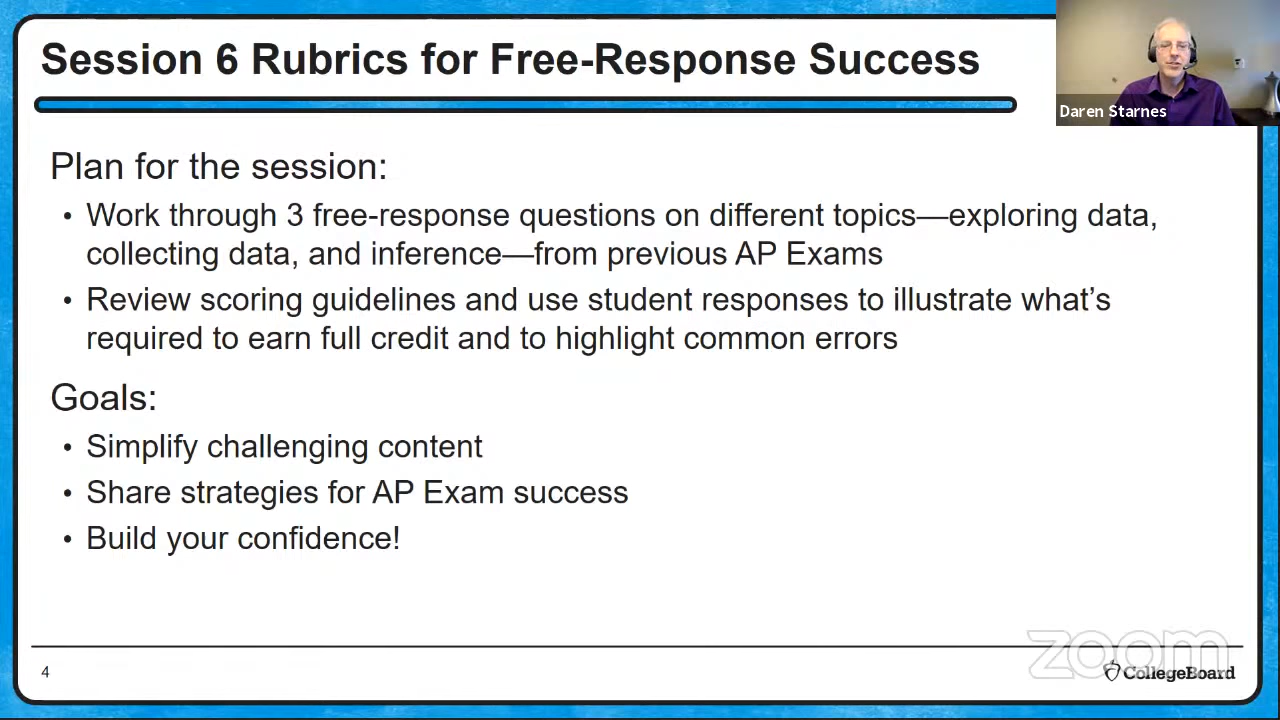 Session 6 Rubrics for Free-Response Success
Daren Starnes
Plan for the session:
• Work through 3 free-response questions on different topics—exploring data,
collecting data, and inference—from previous AP Exams
• Review scoring guidelines and use student responses to illustrate what's
required to earn full credit and to highlight common errors
Goals:
• Simplify challenging content
• Share strategies for AP Exam success
• Build your confidence!
zoom
4
CollegeBoard